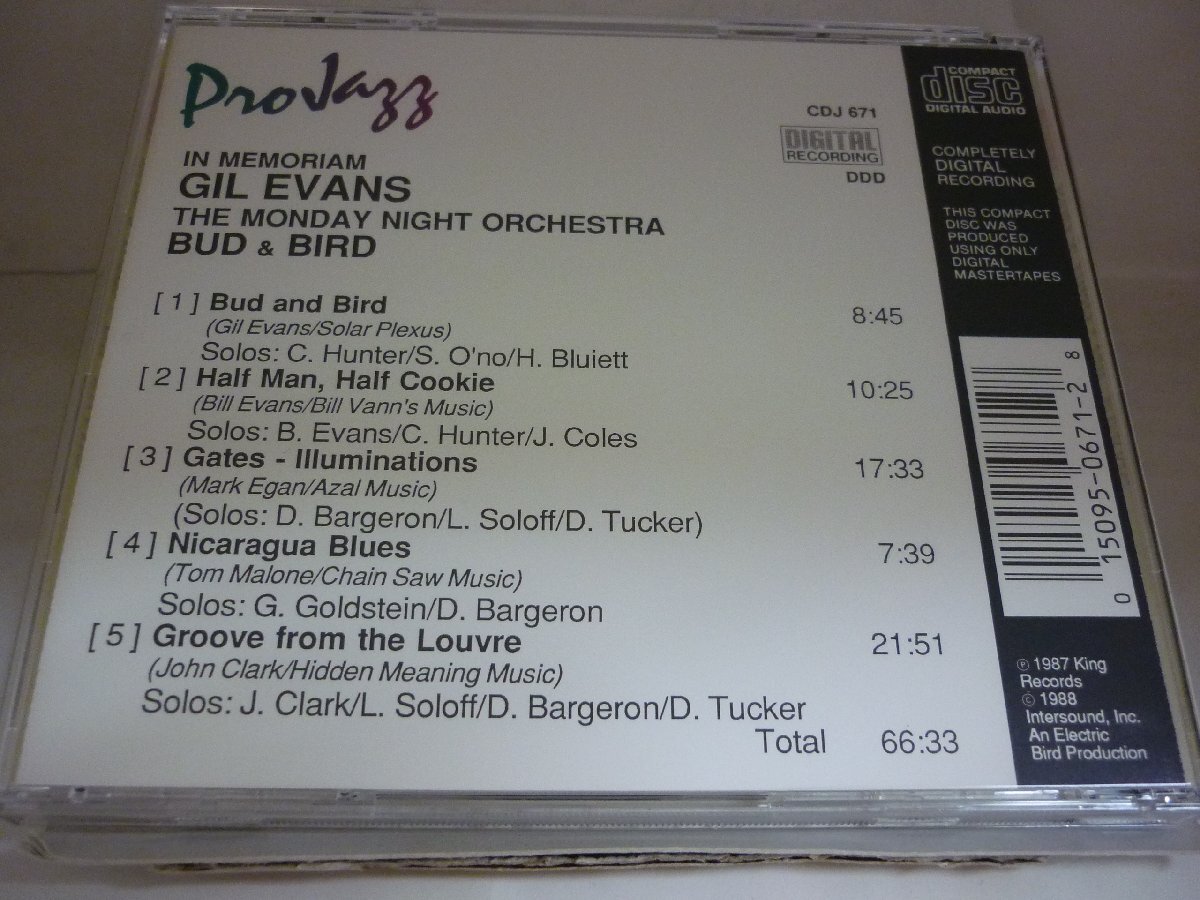 ProJazz
CDJ 671
DIGITAL
RECORDING
DDD
IN MEMORIAM
GIL EVANS
THE MONDAY NIGHT ORCHESTRA
BUD & BIRD
[1] Bud and Bird 8:45
(Gil Evans/Solar Plexus)
Solos: C. Hunter/S. O'no/H. Bluiett
[2] Half Man, Half Cookie 10:25
(Bill Evans/Bill Vann's Music)
Solos: B. Evans/C. Hunter/J. Coles
[3] Gates - Illuminations 17:33
(Mark Egan/Azal Music)
(Solos: D. Bargeron/L. Soloff/D. Tucker)
[4] Nicaragua Blues 7:39
(Tom Malone/Chain Saw Music)
Solos: G. Goldstein/D. Bargeron
[5] Groove from the Louvre 21:51
(John Clark/Hidden Meaning Music)
Solos: J. Clark/L. Soloff/D. Bargeron/D. Tucker
Total 66:33
COMPACT
disc
DIGITAL AUDIO
COMPLETELY
DIGITAL
RECORDING
THIS COMPACT
DISC WAS
PRODUCED
USING ONLY
DIGITAL
MASTERTAPES
0 15095-0671-2 8
℗ 1987 King
Records
© 1988
Intersound, Inc.
An Electric
Bird Production